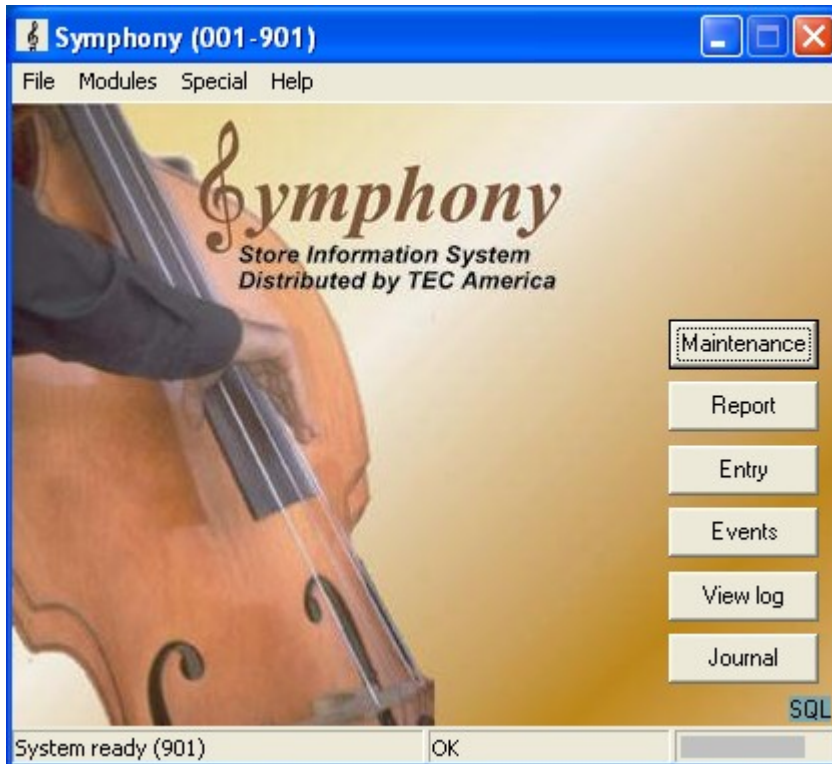 Symphony (001-901)
File Modules Special Help
Symphony
Store Information System
Distributed by TEC America
Maintenance
Report
Entry
Events
View log
Journal
SQL
System ready (901) OK